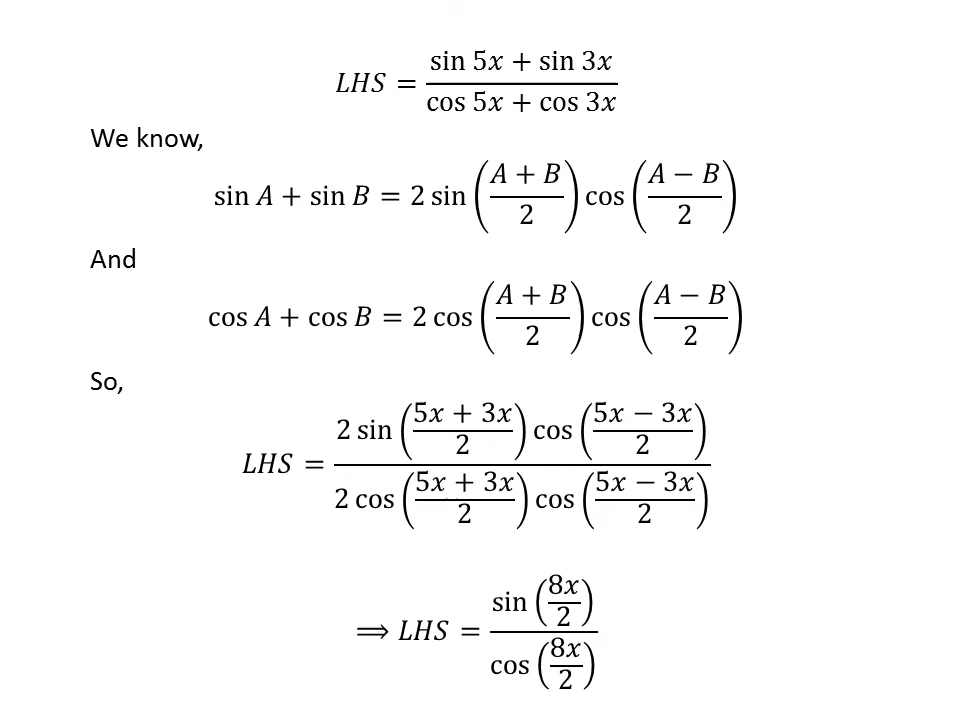 LHS = (sin 5x + sin 3x)/(cos 5x + cos 3x)
We know,
sin A + sin B = 2 sin ((A + B)/2) cos ((A − B)/2)
And
cos A + cos B = 2 cos ((A + B)/2) cos ((A − B)/2)
So,
LHS = (2 sin ((5x + 3x)/2) cos ((5x − 3x)/2))/(2 cos ((5x + 3x)/2) cos ((5x − 3x)/2))
⟹ LHS = (sin (8x/2))/(cos (8x/2))